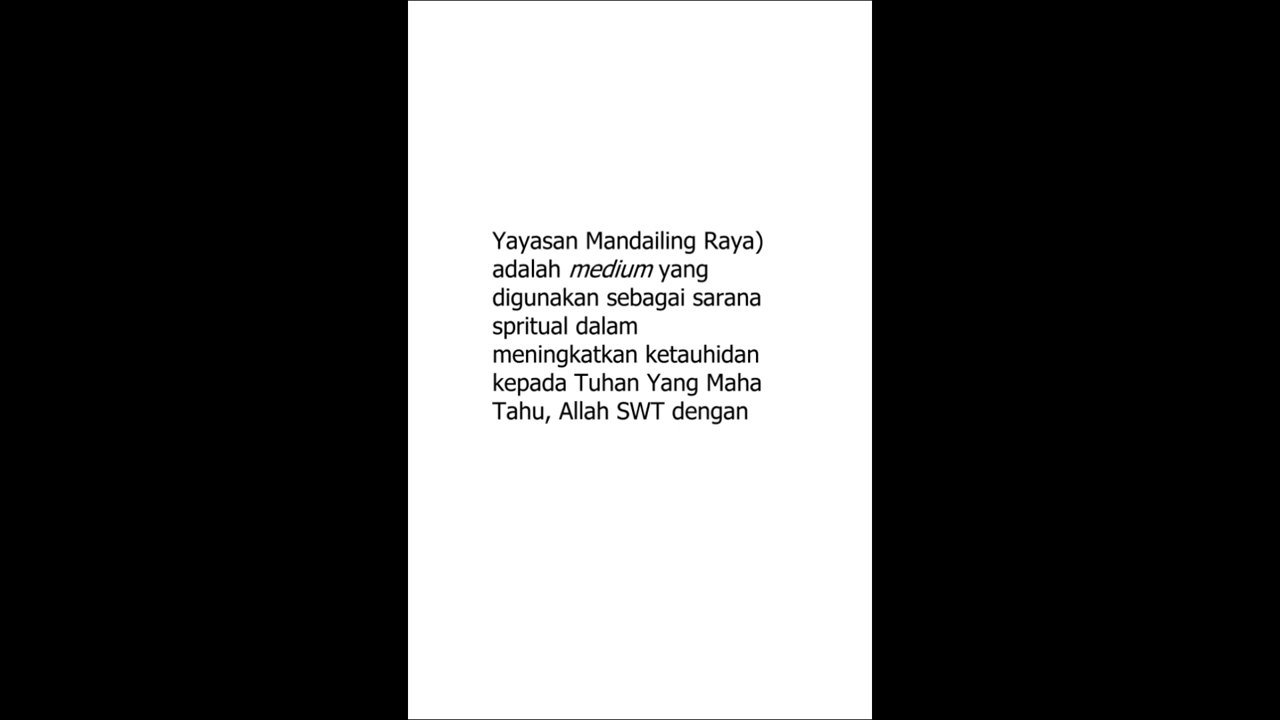 Yayasan Mandailing Raya)
adalah medium yang
digunakan sebagai sarana
spritual dalam
meningkatkan ketauhidan
kepada Tuhan Yang Maha
Tahu, Allah SWT dengan